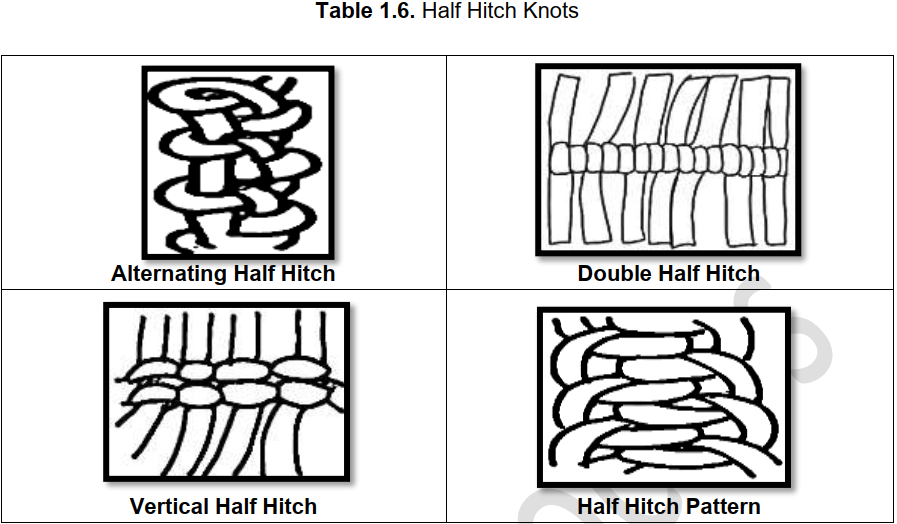 Table 1.6. Half Hitch Knots
Alternating Half Hitch
Double Half Hitch
Vertical Half Hitch
Half Hitch Pattern